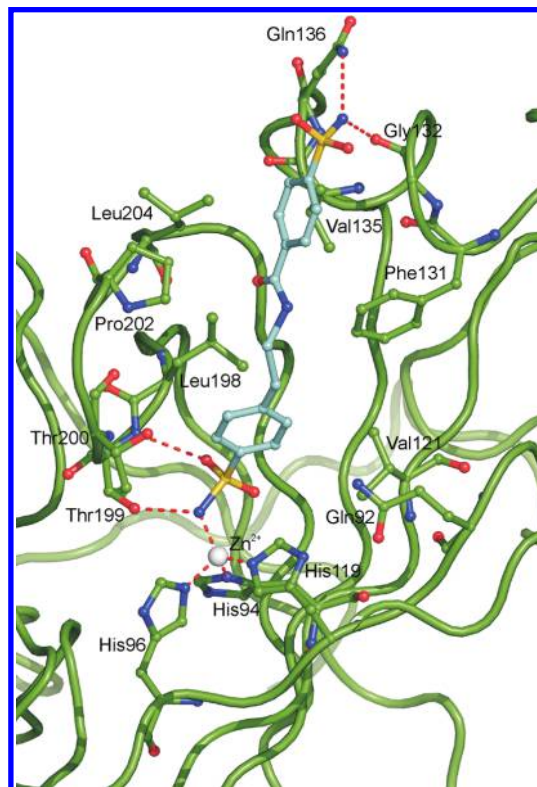 Gln136
Gly132
Leu204
Val135
Phe131
Pro202
Leu198
Thr200
Val121
Gln92
Thr199
Zn²⁺
His119
His94
His96